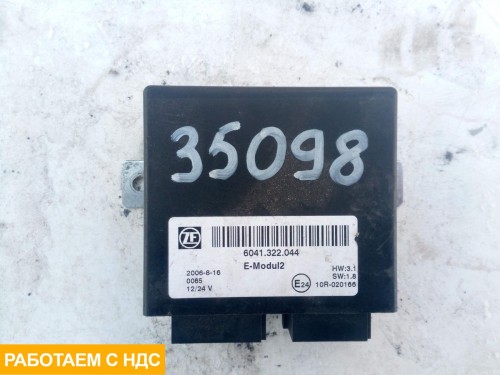 35098
ZF
6041.322.044
E-Modul2
2006-8-16
0085
12/24 V
HW:3.1
SW:1.8
E24 10R-020166
РАБОТАЕМ С НДС